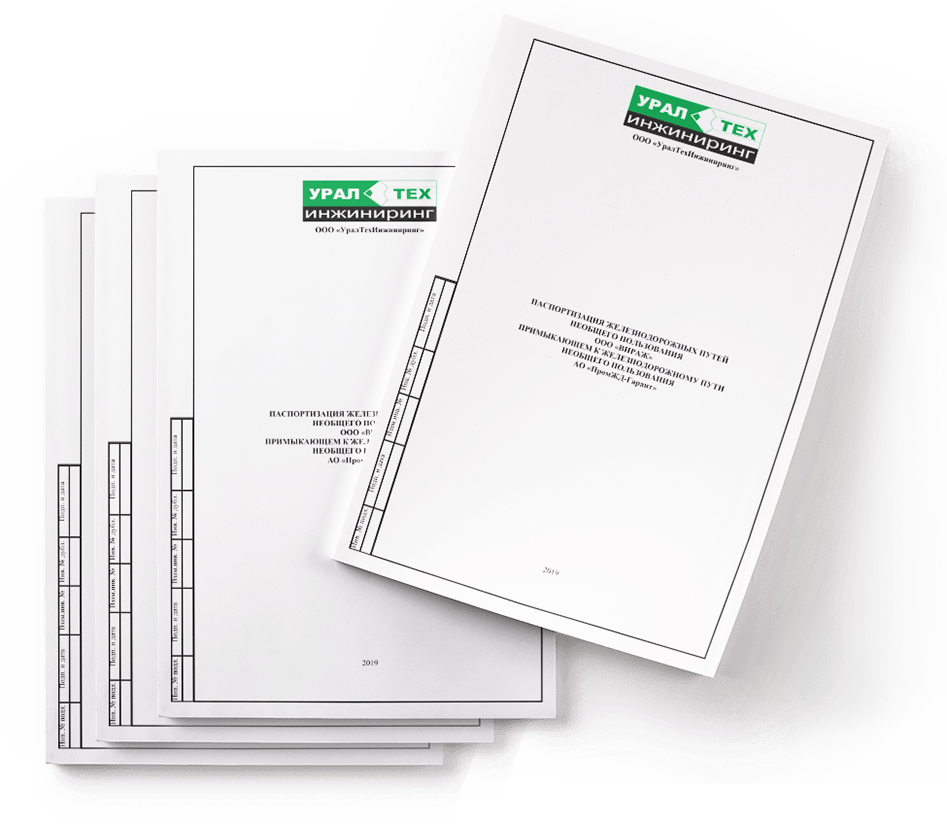 УРАЛ ТЕХ
ИНЖИНИРИНГ
ООО «УралТехИнжиниринг»
ПАСПОРТИЗАЦИЯ ЖЕЛЕЗНОДОРОЖНЫХ ПУТЕЙ
НЕОБЩЕГО ПОЛЬЗОВАНИЯ
ООО «ВИРАЖ»
ПРИМЫКАЮЩЕМ К ЖЕЛЕЗНОДОРОЖНОМУ ПУТИ
НЕОБЩЕГО ПОЛЬЗОВАНИЯ
АО «ПромЖД-Гарант»
Подп. и дата
Инв. № дубл.
Взам.инв. №
Подп. и дата
Инв. № подл.
2019
УРАЛ ТЕХ
ИНЖИНИРИНГ
ООО «УралТехИнжиниринг»
ПАСПОРТИЗАЦИЯ ЖЕЛЕЗ
НЕОБЩЕГО ПО
ООО «ВИ
ПРИМЫКАЮЩЕМ К ЖЕЛ
НЕОБЩЕГО
АО «Про
Подп. и дата
Инв. № дубл.
Взам.инв. №
Подп. и дата
Инв. № подл.
2019
Подп. и дата
Инв. № дубл.
Взам.инв. №
Подп. и дата
Инв. № подл.
Подп. и дата
Инв. № дубл.
Взам.инв. №
Подп. и дата
Инв. № подл.